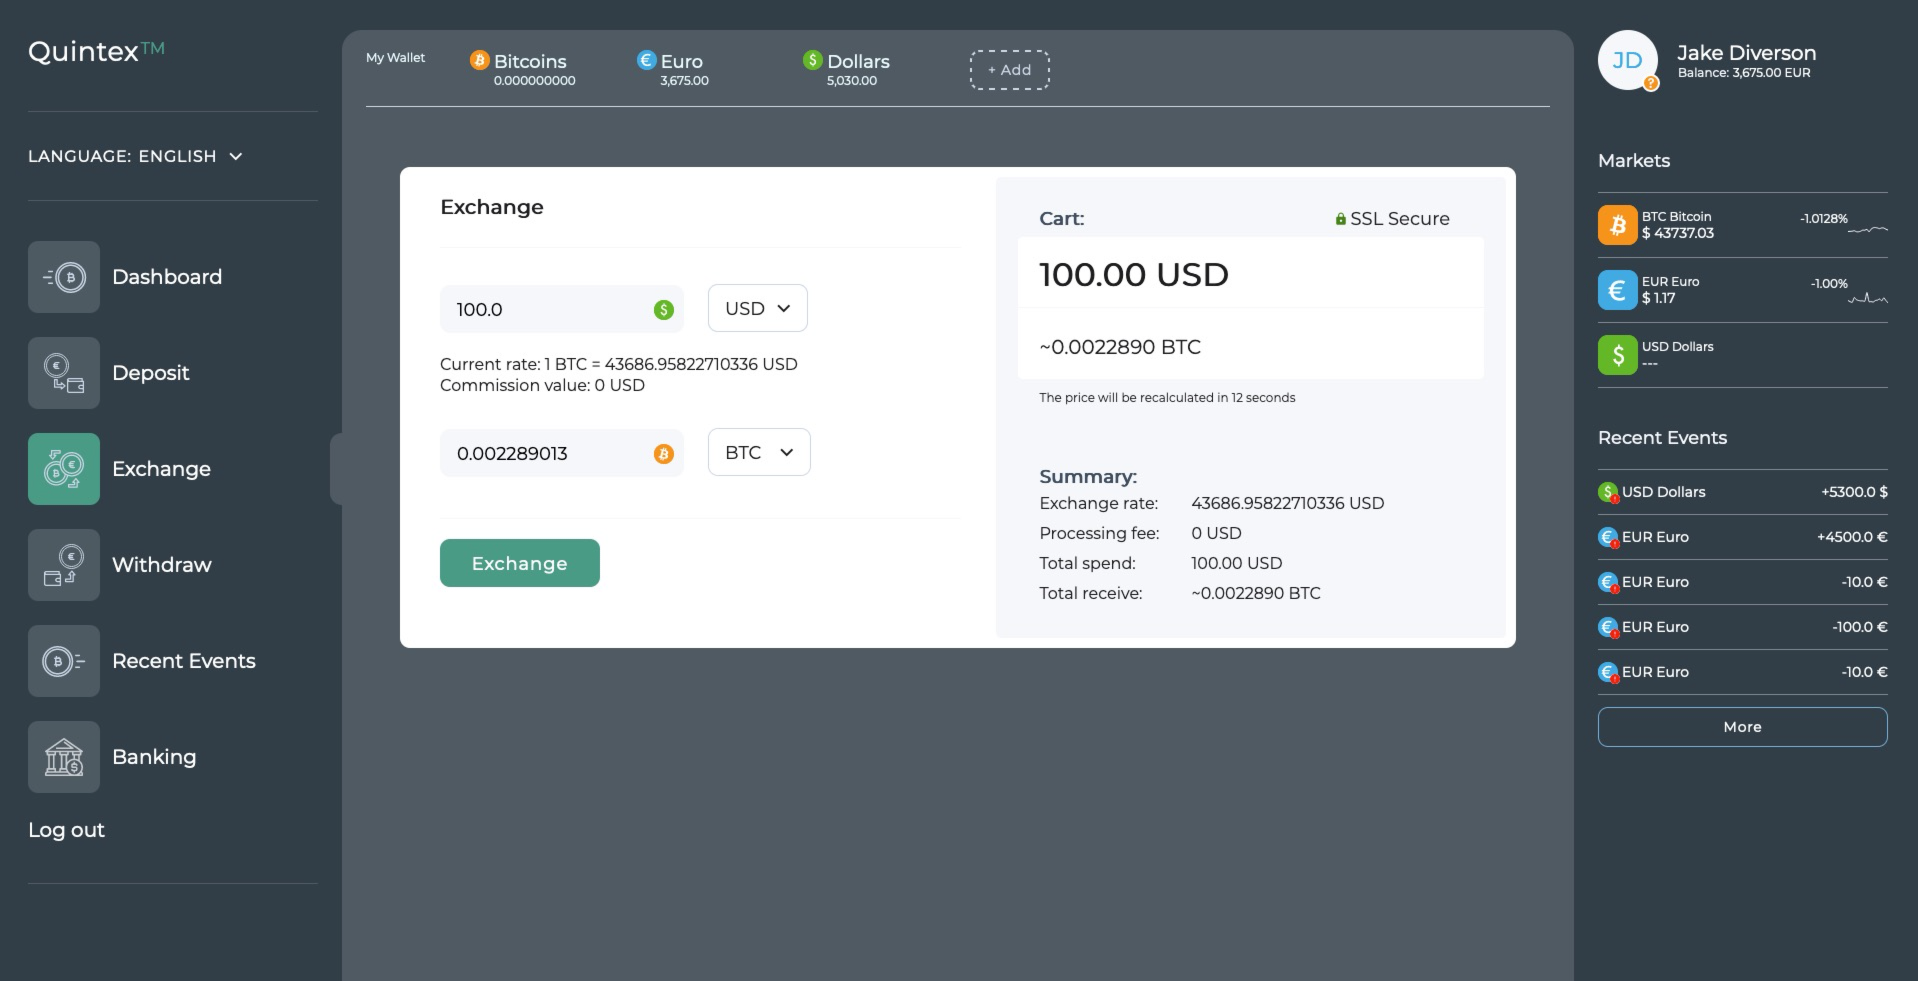 Quintex™
LANGUAGE: ENGLISH
Dashboard
Deposit
Exchange
Withdraw
Recent Events
Banking
Log out
My Wallet
Bitcoins
0.000000000
Euro
3,675.00
Dollars
5,030.00
+ Add
Exchange
100.0
USD
Current rate: 1 BTC = 43686.95822710336 USD
Commission value: 0 USD
0.002289013
BTC
Exchange
Cart:
SSL Secure
100.00 USD
~0.0022890 BTC
The price will be recalculated in 12 seconds
Summary:
Exchange rate: 43686.95822710336 USD
Processing fee: 0 USD
Total spend: 100.00 USD
Total receive: ~0.0022890 BTC
JD
?
Jake Diverson
Balance: 3,675.00 EUR
Markets
BTC Bitcoin
$ 43737.03
-1.0128%
EUR Euro
$ 1.17
-1.00%
USD Dollars
---
Recent Events
USD Dollars +5300.0 $
EUR Euro +4500.0 €
EUR Euro -10.0 €
EUR Euro -100.0 €
EUR Euro -10.0 €
More